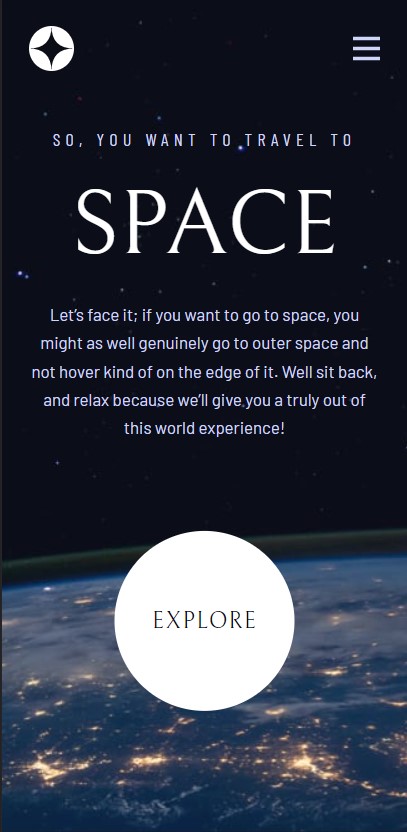 SO, YOU WANT TO TRAVEL TO
SPACE
Let’s face it; if you want to go to space, you
might as well genuinely go to outer space and
not hover kind of on the edge of it. Well sit back,
and relax because we’ll give you a truly out of
this world experience!
EXPLORE